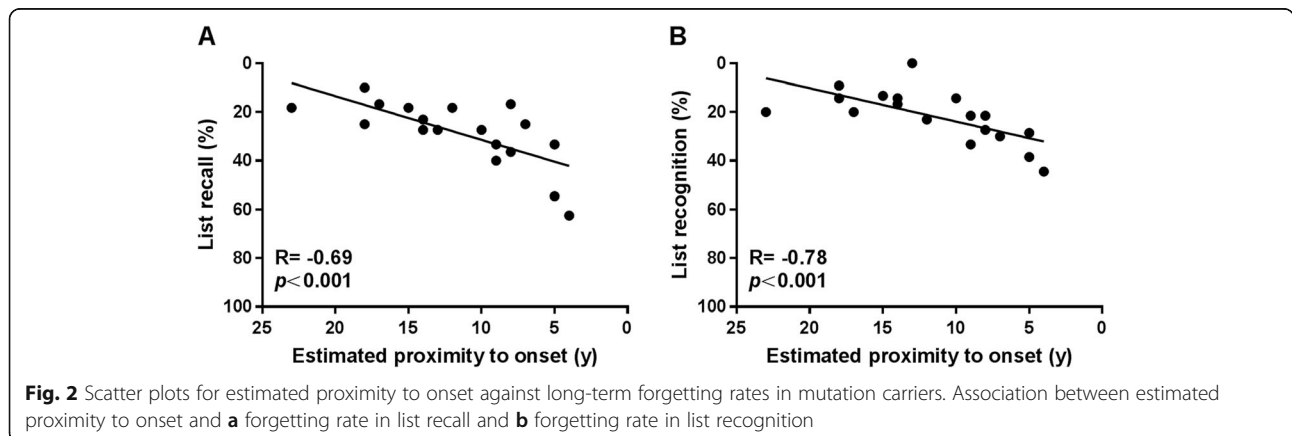 A
0
20
40
60
80
100
List recall (%)
R= -0.69
p<0.001
25 20 15 10 5 0
Estimated proximity to onset (y)
B
0
20
40
60
80
100
List recognition (%)
R= -0.78
p<0.001
25 20 15 10 5 0
Estimated proximity to onset (y)
Fig. 2 Scatter plots for estimated proximity to onset against long-term forgetting rates in mutation carriers. Association between estimated
proximity to onset and a forgetting rate in list recall and b forgetting rate in list recognition